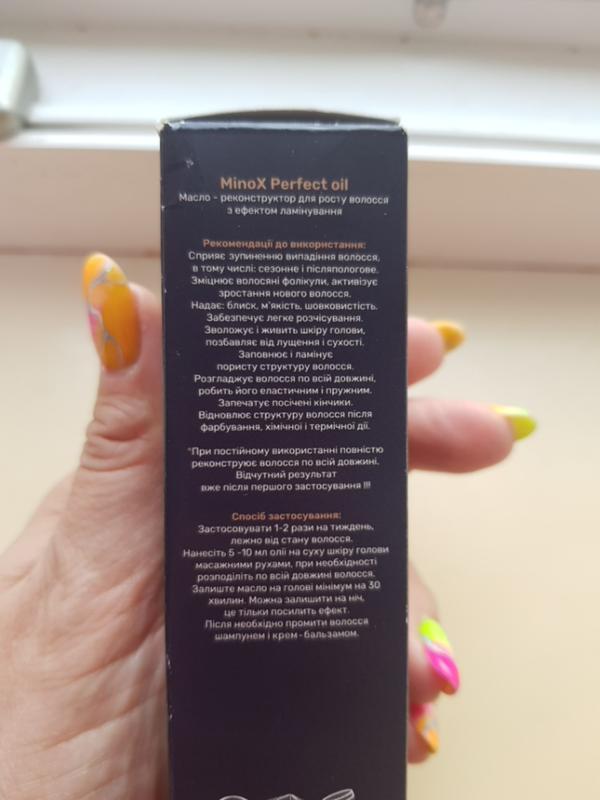 MinoX Perfect oil
Масло - реконструктор для росту волосся
з ефектом ламінування
Рекомендації до використання:
Сприяє зупиненню випадіння волосся,
в тому числі: сезонне і післяпологове.
Зміцнює волосяні фолікули, активізує
зростання нового волосся.
Надає: блиск, м'якість, шовковистість.
Забезпечує легке розчісування.
Зволожує і живить шкіру голови,
позбавляє від лущення і сухості.
Заповнює і ламінує
пористу структуру волосся.
Розгладжує волосся по всій довжині,
робить його еластичним і пружним.
Запечатує посічені кінчики.
Відновлює структуру волосся після
фарбування, хімічної і термічної дії.
*При постійному використанні повністю
реконструює волосся по всій довжині.
Відчутний результат
вже після першого застосування !!!
Спосіб застосування:
Застосовувати 1-2 рази на тиждень,
лежно від стану волосся.
Нанесіть 5 -10 мл олії на суху шкіру голови
масажними рухами, при необхідності
розподіліть по всій довжині волосся.
Залиште масло на голові мінімум на 30
хвилин. Можна залишити на ніч,
це тільки посилить ефект.
Після необхідно промити волосся
шампунем і крем-бальзамом.